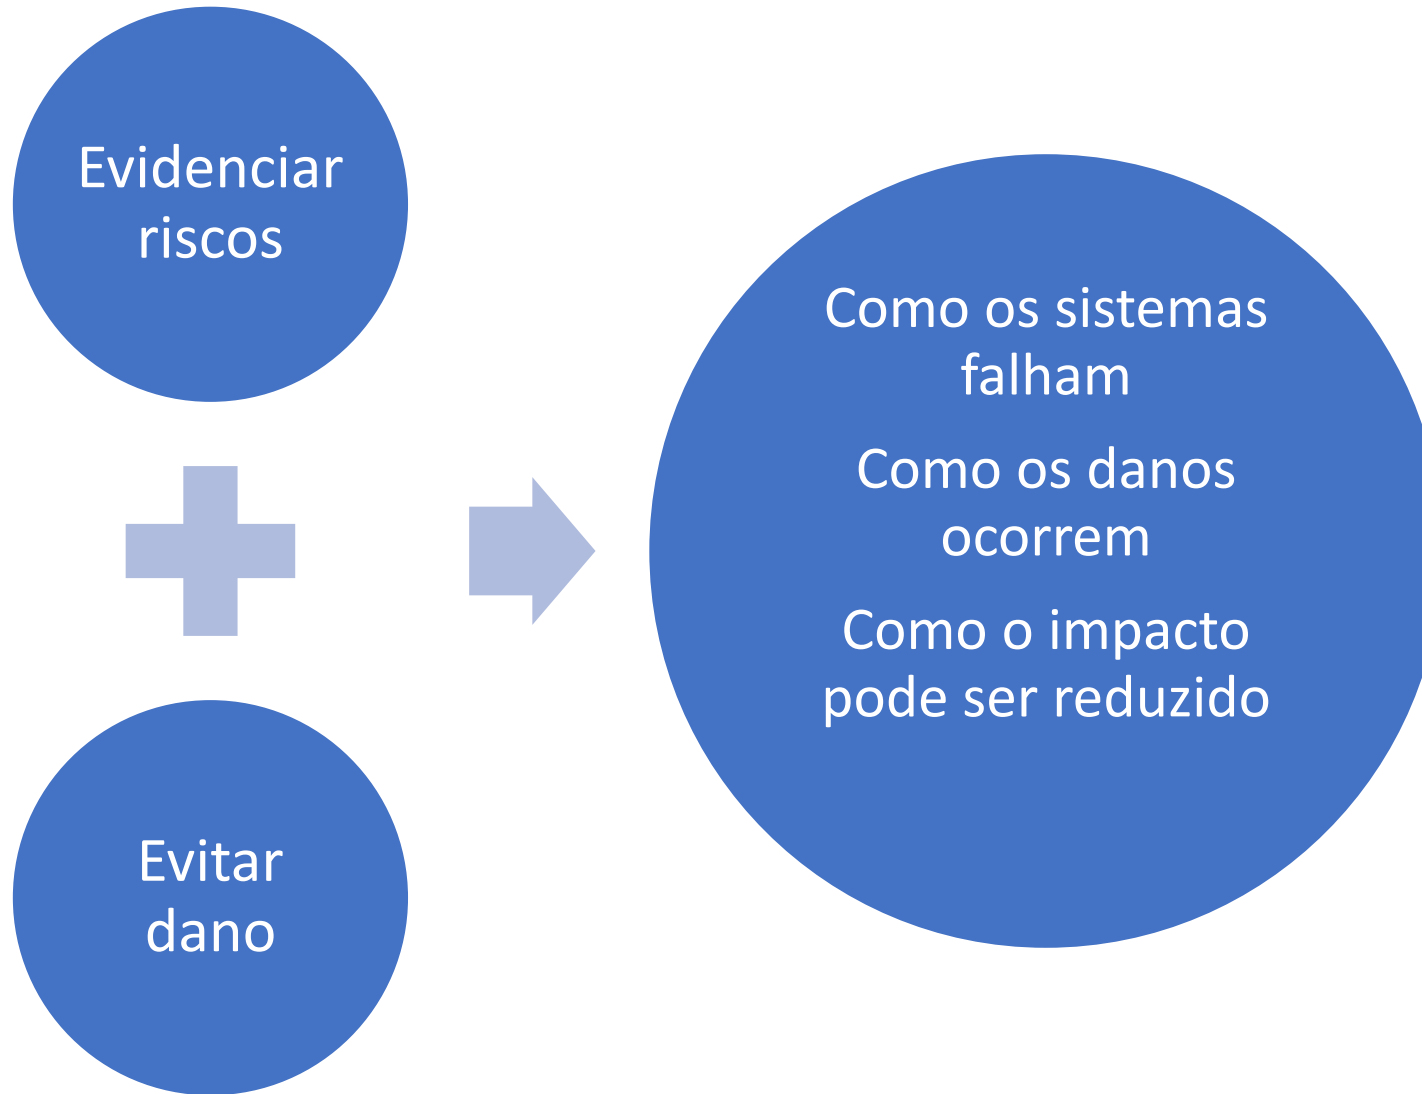 Evidenciar
riscos
Evitar
dano
Como os sistemas
falham
Como os danos
ocorrem
Como o impacto
pode ser reduzido